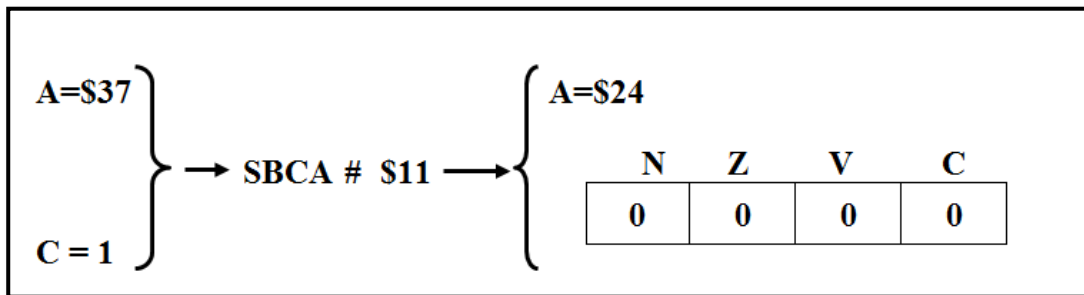 A=$37
A=$24
SBCA # $11
N Z V C
0 0 0 0
C = 1